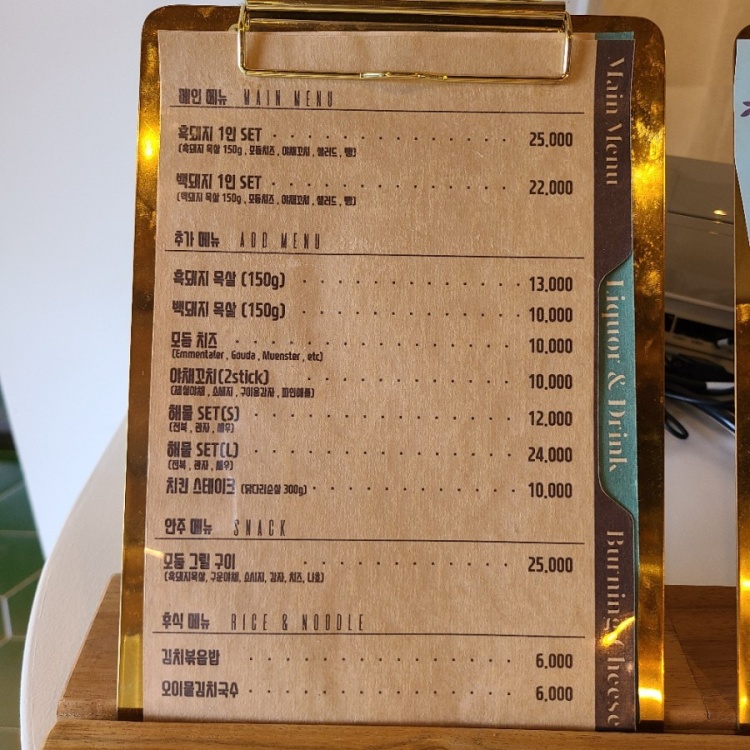 메인 메뉴 MAIN MENU
흑돼지 1인 SET 25,000
(흑돼지 목살 150g , 모듬치즈 , 야채꼬치 , 샐러드 , 빵)
백돼지 1인 SET 22,000
(백돼지 목살 150g , 모듬치즈 , 야채꼬치 , 샐러드 , 빵)
추가 메뉴 ADD MENU
흑돼지 목살 (150g) 13,000
백돼지 목살 (150g) 10,000
모듬 치즈 10,000
(Emmentaler , Gouda , Muenster , etc)
야채꼬치(2stick) 10,000
(제철야채 , 소세지 , 구이용감자 , 파인애플)
해물 SET(S) 12,000
(전복 , 관자 , 새우)
해물 SET(L) 24,000
(전복 , 관자 , 새우)
치킨 스테이크 (닭다리순살 300g) 10,000
안주 메뉴 SNACK
모듬 그릴 구이 25,000
(흑돼지목살, 구운야채, 소시지, 감자, 치즈, 나쵸)
후식 메뉴 RICE & NOODLE
김치볶음밥 6,000
오이물김치국수 6,000
Main Menu
Liquor & Drink
Burning Cheese